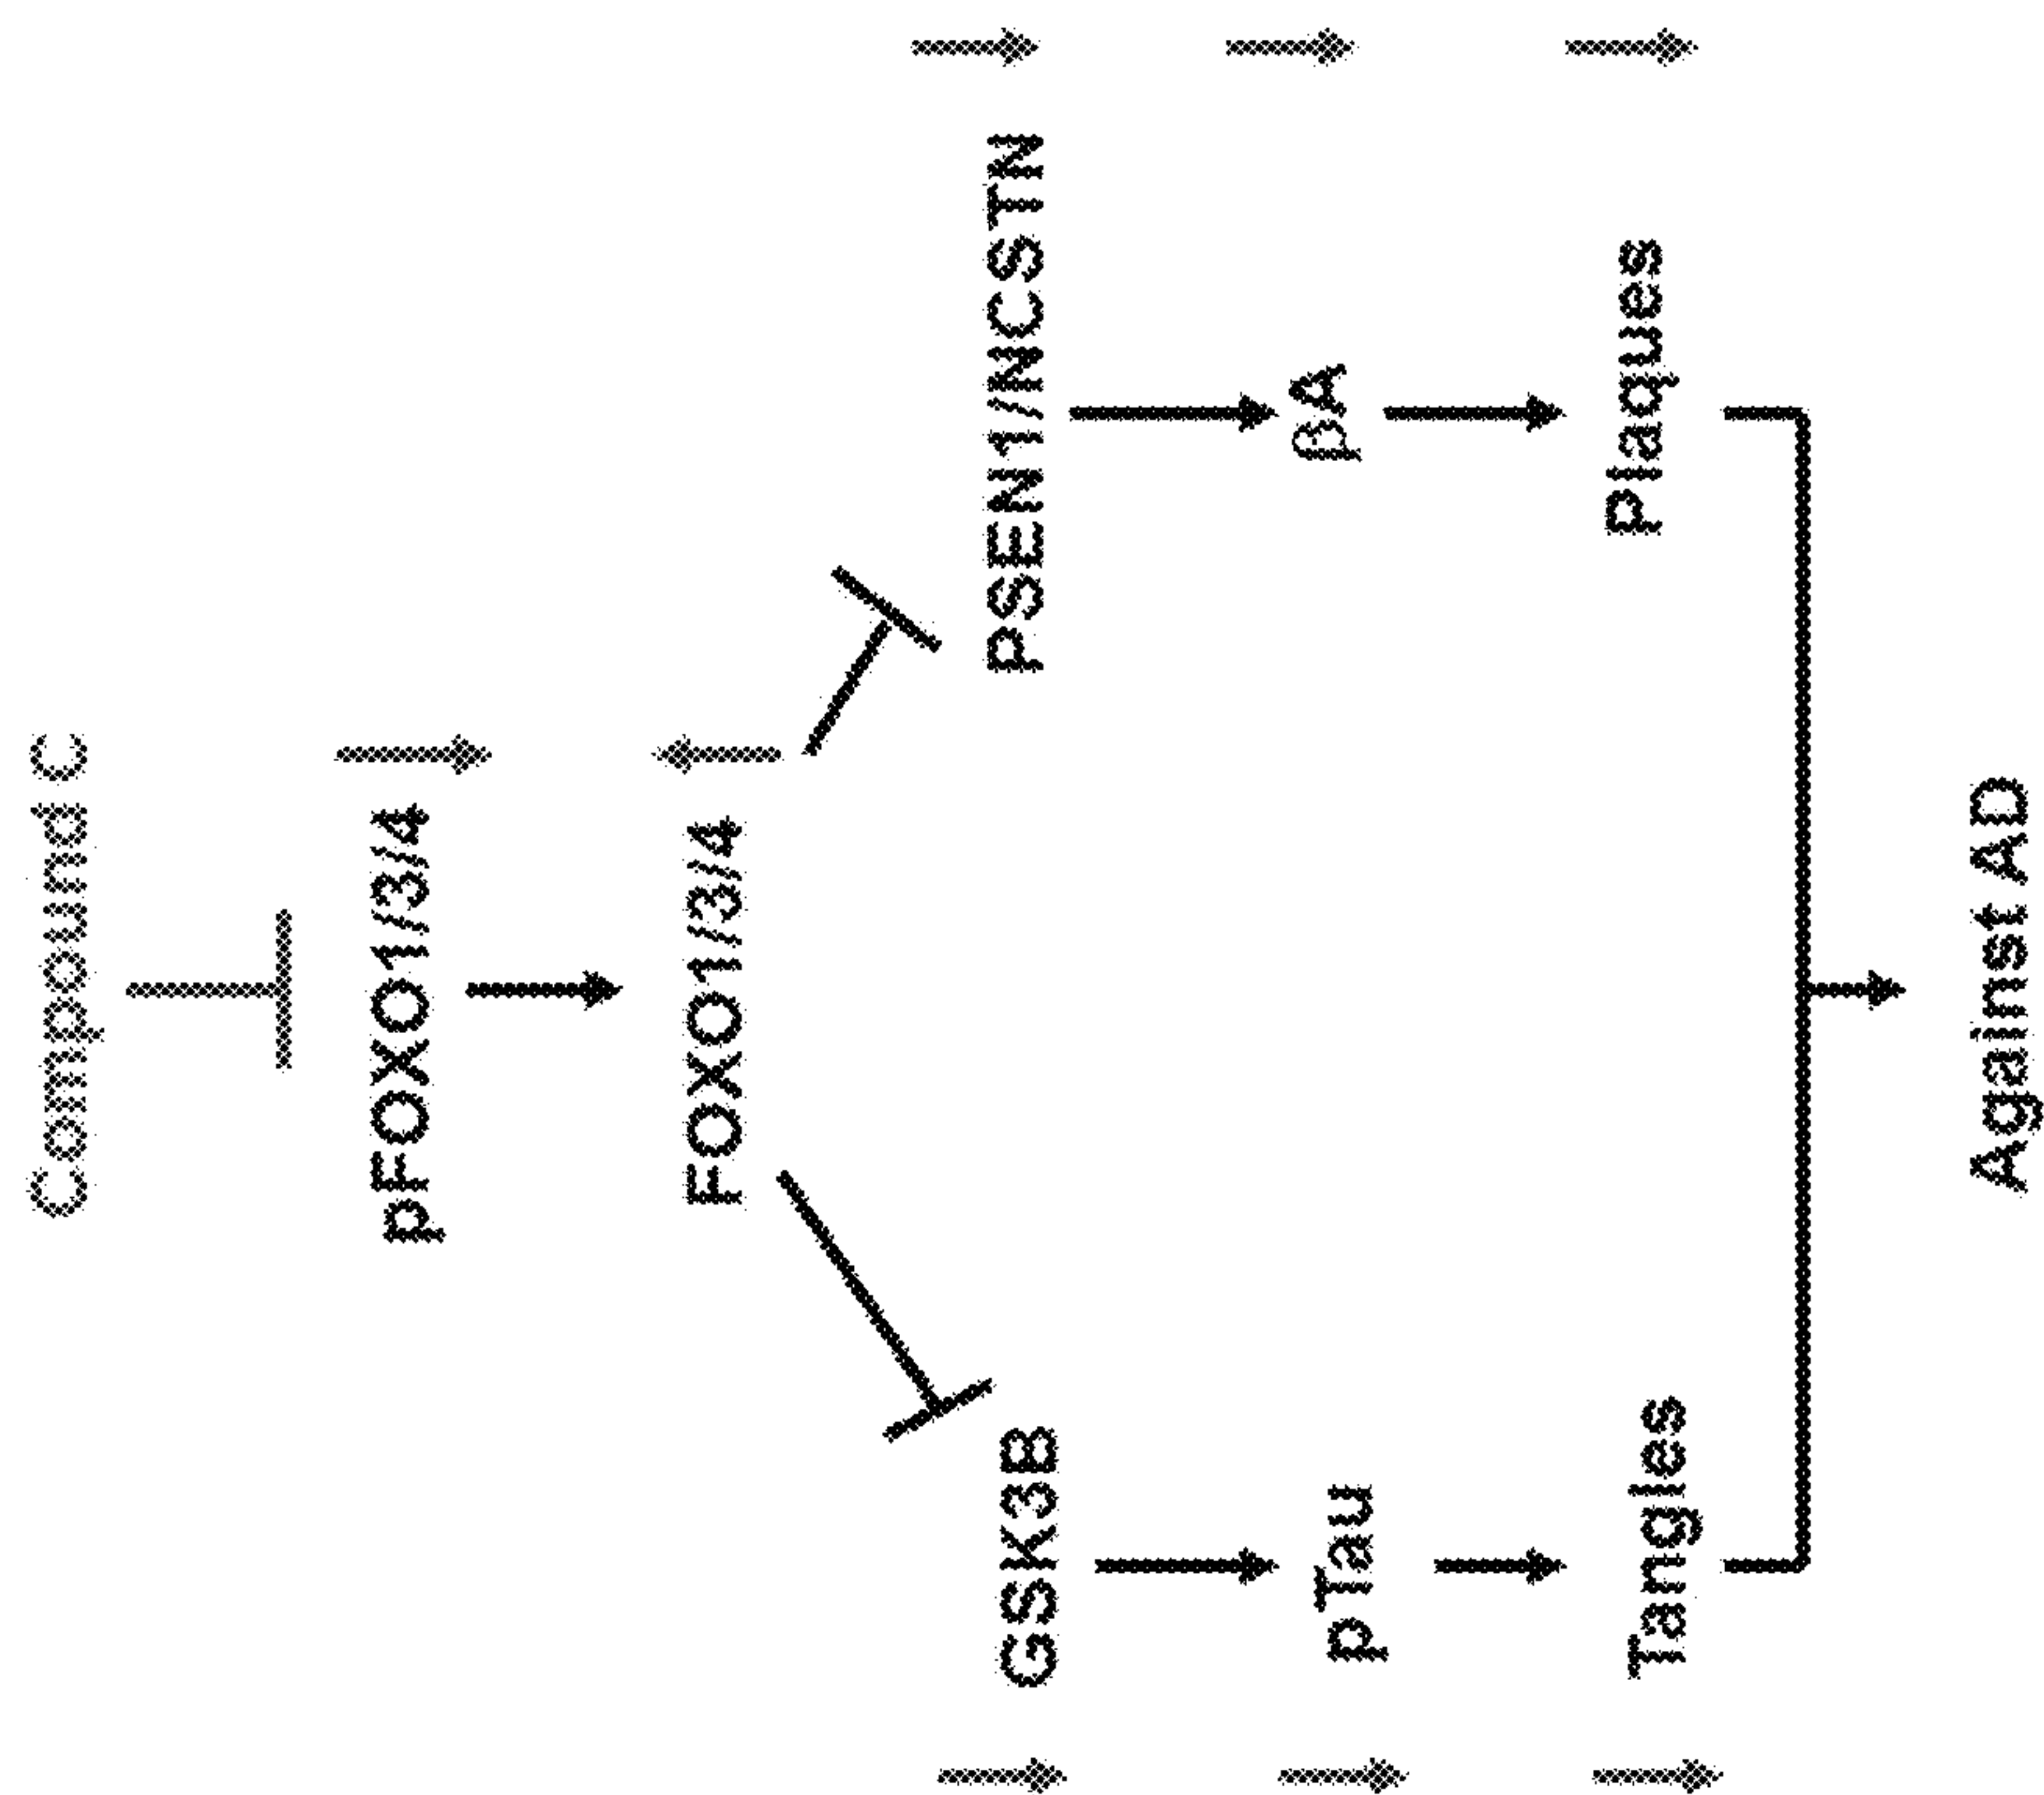 Compound C
pFOXO1/3/4
FOXO1/3/4
GSK3B
PSEN1/NCSTN
pTau
βA
Tangles
Plaques
Against AD